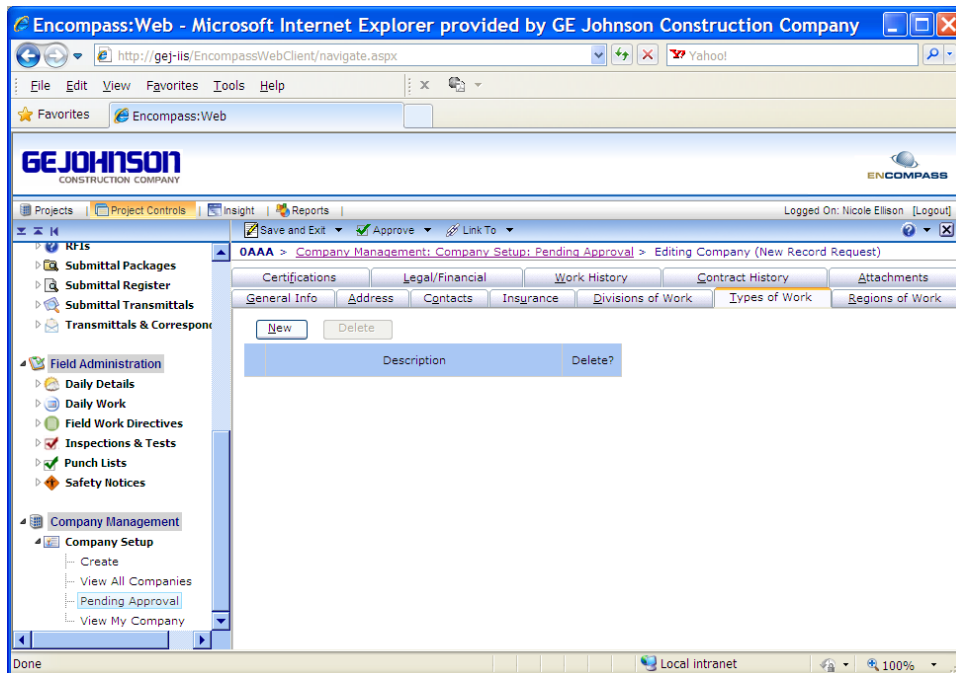 Encompass:Web - Microsoft Internet Explorer provided by GE Johnson Construction Company
http://gej-iis/EncompassWebClient/navigate.aspx
Yahoo!
File Edit View Favorites Tools Help
x
Favorites Encompass:Web
GE JOHNSON
CONSTRUCTION COMPANY
ENCOMPASS
Projects | Project Controls | Insight | Reports |
Logged On: Nicole Ellison [Logout]
Save and Exit Approve Link To
0AAA > Company Management: Company Setup: Pending Approval > Editing Company (New Record Request)
Certifications Legal/Financial Work History Contract History Attachments
General Info Address Contacts Insurance Divisions of Work Types of Work Regions of Work
New Delete
Description Delete?
RFIs
Submittal Packages
Submittal Register
Submittal Transmittals
Transmittals & Correspond
Field Administration
Daily Details
Daily Work
Field Work Directives
Inspections & Tests
Punch Lists
Safety Notices
Company Management
Company Setup
Create
View All Companies
Pending Approval
View My Company
Done
Local intranet
100%